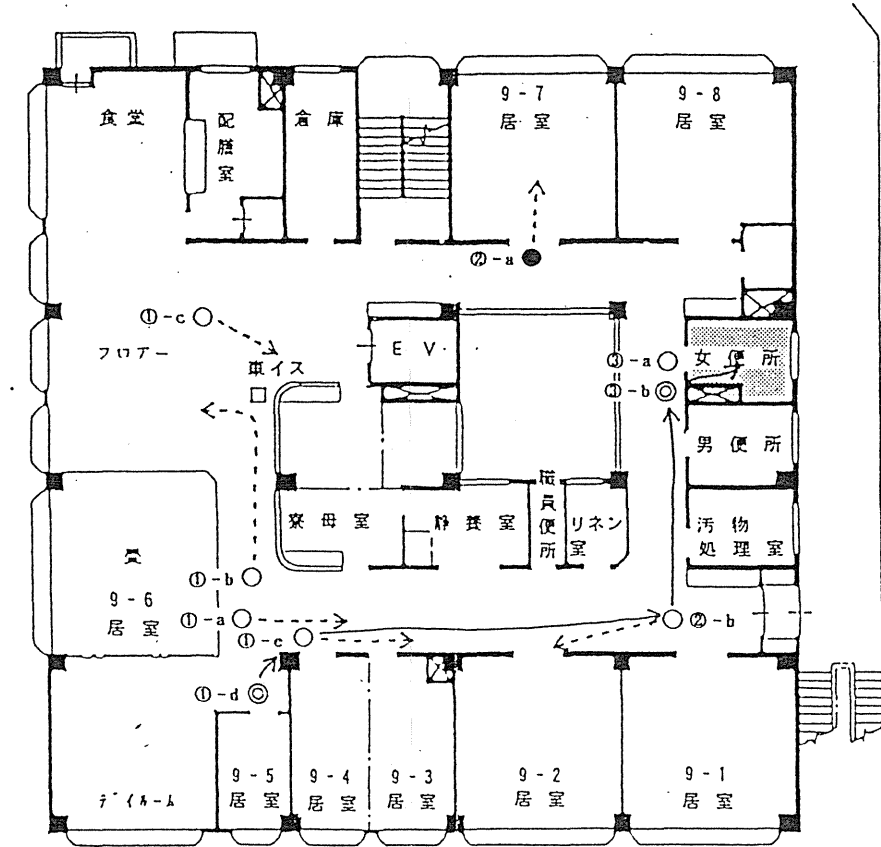 食堂
配膳室
倉庫
9-7
居室
9-8
居室
②-a
①-c
フロアー
車イス
EV
③-a
③-b
女便所
男便所
寮母室
静養室
職員便所
リネン室
汚物処理室
畳
9-6
居室
①-b
①-a
①-c
②-b
①-d
デイルーム
9-5
居室
9-4
居室
9-3
居室
9-2
居室
9-1
居室